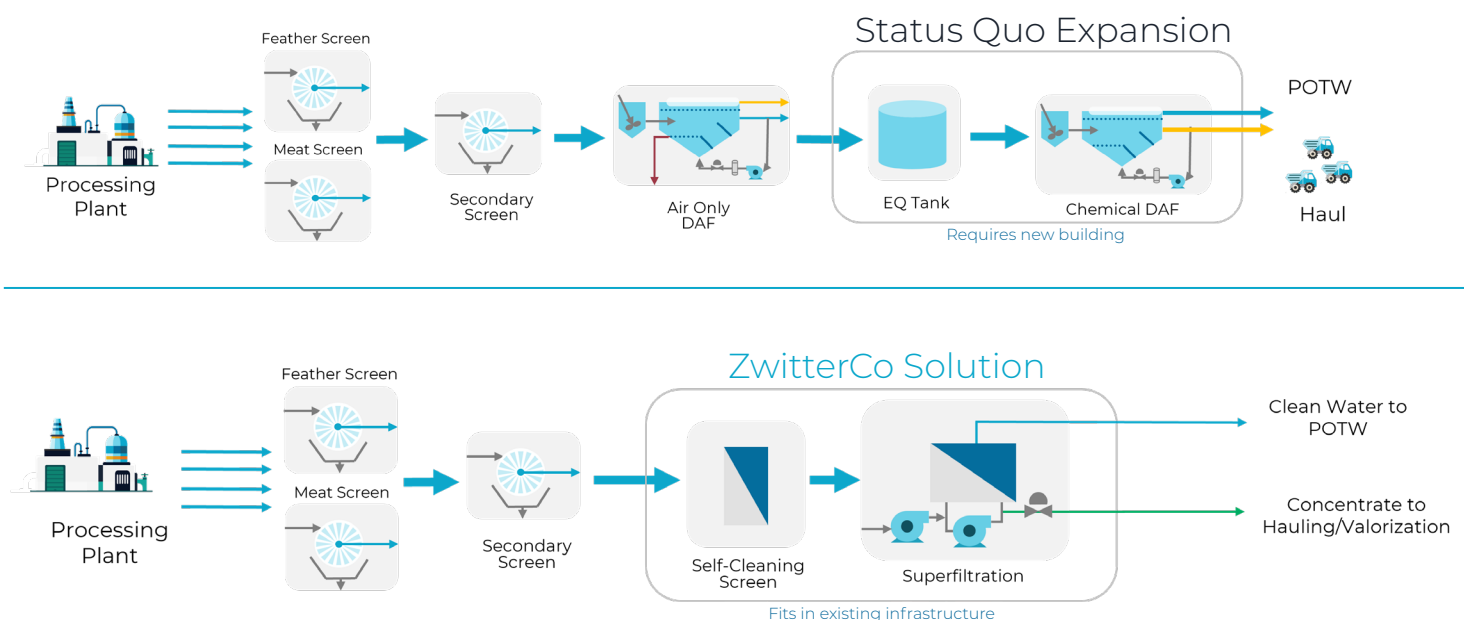 Status Quo Expansion
Feather Screen
Meat Screen
Processing
Plant
Secondary
Screen
Air Only
DAF
EQ Tank
Chemical DAF
Requires new building
POTW
Haul
ZwitterCo Solution
Feather Screen
Meat Screen
Processing
Plant
Secondary
Screen
Self-Cleaning
Screen
Superfiltration
Fits in existing infrastructure
Clean Water to
POTW
Concentrate to
Hauling/Valorization